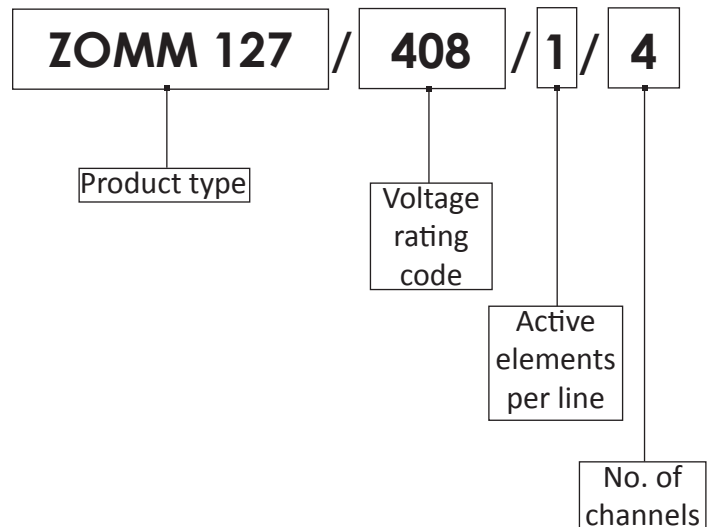 ZOMM 127 / 408 / 1 / 4
Product type
Voltage
rating
code
Active
elements
per line
No. of
channels